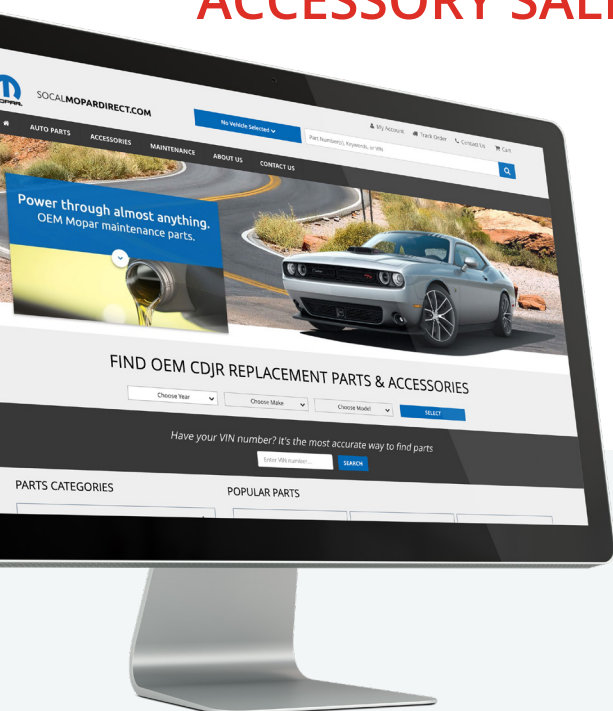 ACCESSORY SALE
MOPAR
SOCALMOPARDIRECT.COM
No Vehicle Selected
Part Number(s), Keywords, or VIN
My Account
Track Order
Contact Us
Cart
AUTO PARTS
ACCESSORIES
MAINTENANCE
ABOUT US
CONTACT US
Power through almost anything.
OEM Mopar maintenance parts.
FIND OEM CDJR REPLACEMENT PARTS & ACCESSORIES
Choose Year
Choose Make
Choose Model
SELECT
Have your VIN number? It's the most accurate way to find parts
Enter VIN number...
SEARCH
PARTS CATEGORIES
POPULAR PARTS